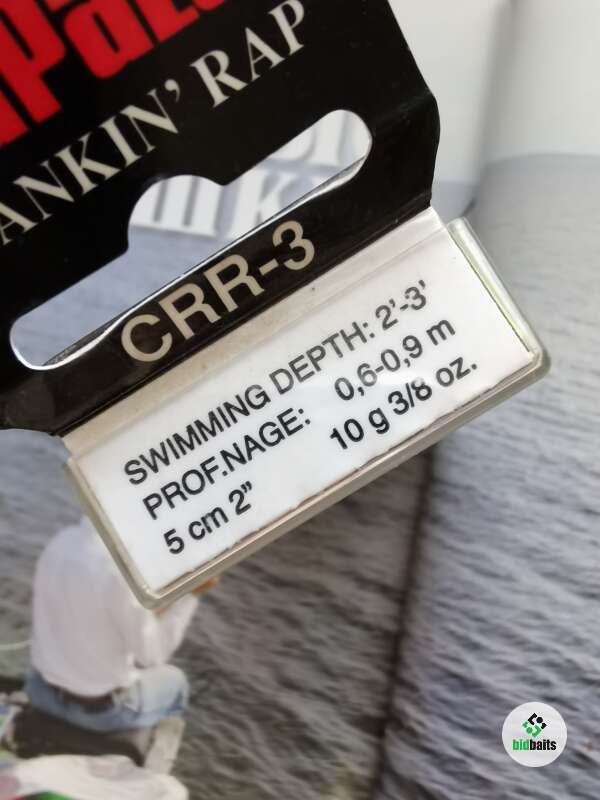 ANKIN' RAP
CRR-3
SWIMMING DEPTH: 2'-3'
PROF.NAGE: 0,6-0,9 m
5 cm 2" 10 g 3/8 oz.
bidbaits